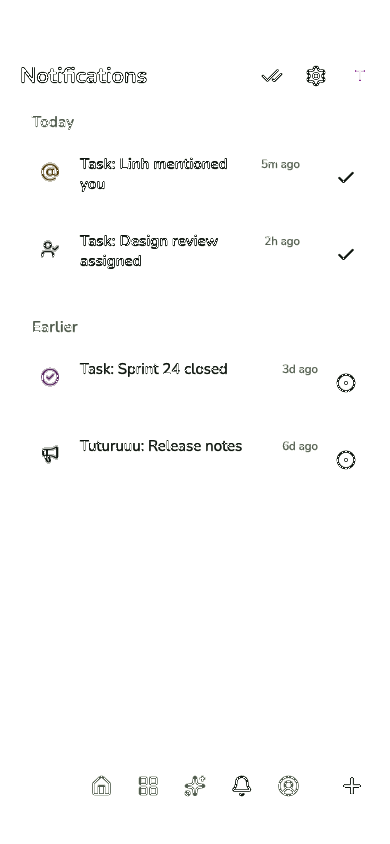 Notifications
T
Today
Task: Linh mentioned you
5m ago
Task: Design review assigned
2h ago
Earlier
Task: Sprint 24 closed
3d ago
Tuturuuu: Release notes
6d ago